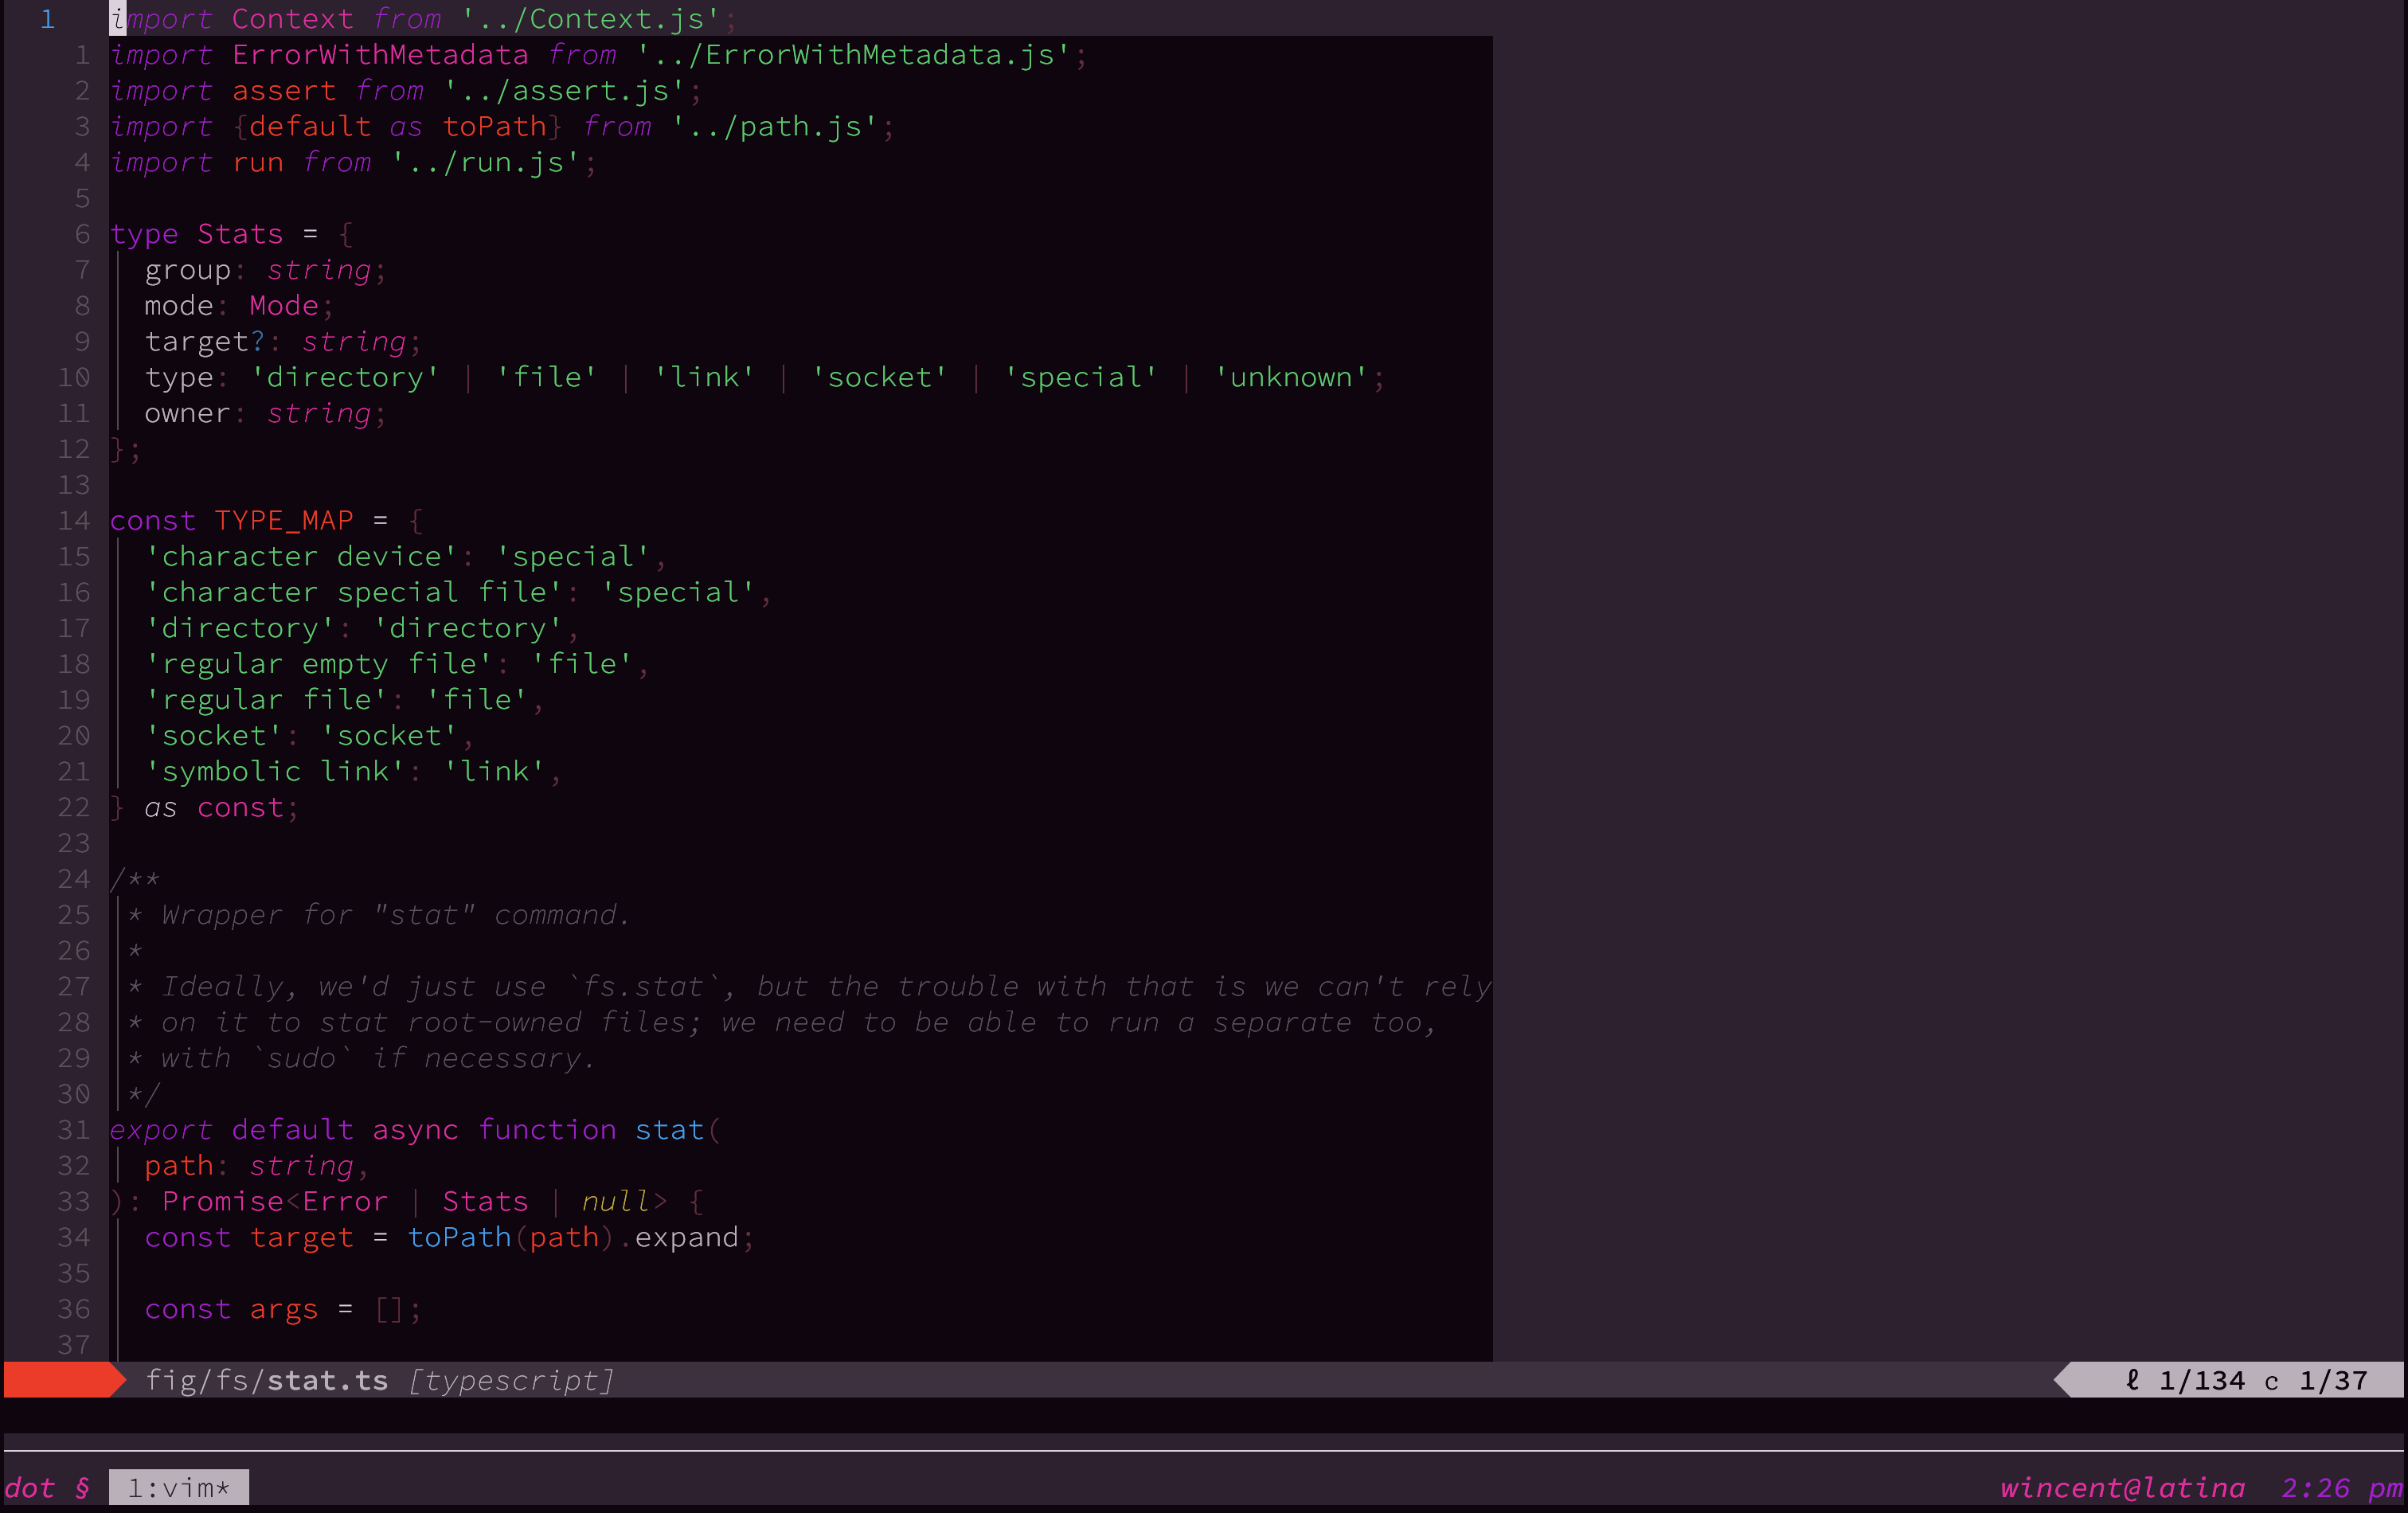 1 import Context from '../Context.js';
1 import ErrorWithMetadata from '../ErrorWithMetadata.js';
2 import assert from '../assert.js';
3 import {default as toPath} from '../path.js';
4 import run from '../run.js';
5
6 type Stats = {
7 group: string;
8 mode: Mode;
9 target?: string;
10 type: 'directory' | 'file' | 'link' | 'socket' | 'special' | 'unknown';
11 owner: string;
12 };
13
14 const TYPE_MAP = {
15 'character device': 'special',
16 'character special file': 'special',
17 'directory': 'directory',
18 'regular empty file': 'file',
19 'regular file': 'file',
20 'socket': 'socket',
21 'symbolic link': 'link',
22 } as const;
23
24 /**
25 * Wrapper for "stat" command.
26 *
27 * Ideally, we'd just use `fs.stat`, but the trouble with that is we can't rely
28 * on it to stat root-owned files; we need to be able to run a separate too,
29 * with `sudo` if necessary.
30 */
31 export default async function stat(
32 path: string,
33 ): Promise<Error | Stats | null> {
34 const target = toPath(path).expand;
35
36 const args = [];
37
fig/fs/stat.ts [typescript] ℓ 1/134 c 1/37
dot § 1:vim* wincent@latina 2:26 pm